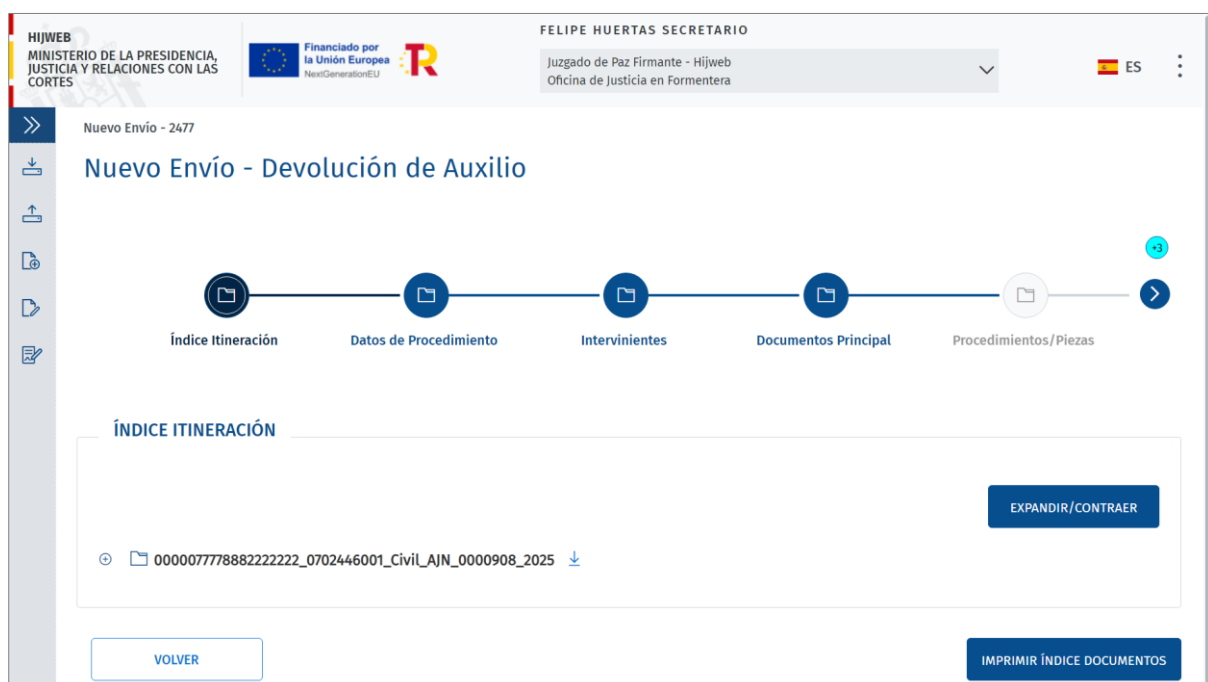 HIJWEB
MINISTERIO DE LA PRESIDENCIA,
JUSTICIA Y RELACIONES CON LAS
CORTES
Financiado por
la Unión Europea
NextGenerationEU
R
FELIPE HUERTAS SECRETARIO
Juzgado de Paz Firmante - Hijweb
Oficina de Justicia en Formentera
ES
Nuevo Envío - 2477
Nuevo Envío - Devolución de Auxilio
+3
Índice Itineración
Datos de Procedimiento
Intervinientes
Documentos Principal
Procedimientos/Piezas
ÍNDICE ITINERACIÓN
EXPANDIR/CONTRAER
0000077778882222222_0702446001_Civil_AJN_0000908_2025
VOLVER
IMPRIMIR ÍNDICE DOCUMENTOS